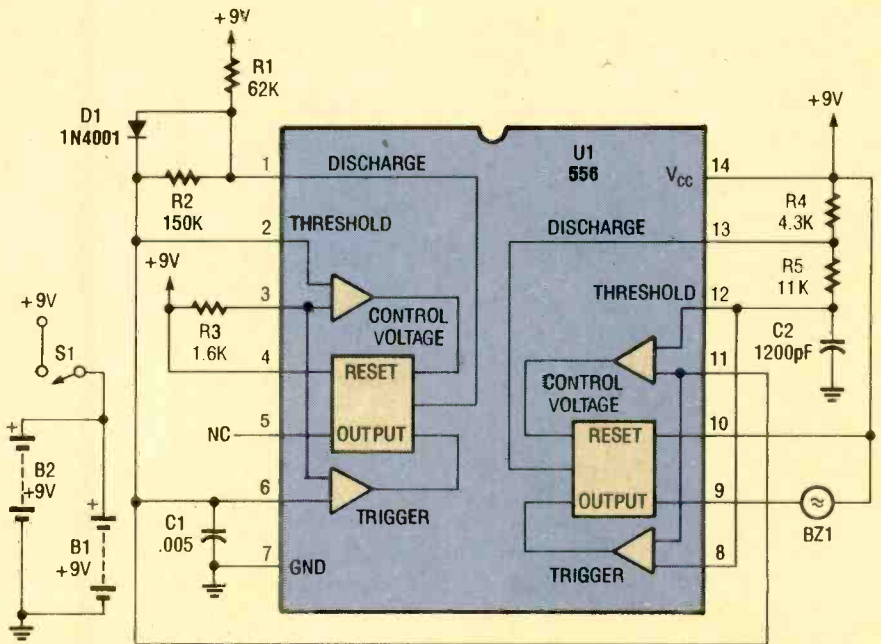 +9V
R1
62K
D1
1N4001
+9V
1
DISCHARGE
U1
556
VCC
14
R2
150K
R4
4.3K
2
THRESHOLD
DISCHARGE
13
+9V
R5
11K
3
THRESHOLD
12
+9V
CONTROL
VOLTAGE
R3
1.6K
C2
1200pF
S1
4
RESET
11
CONTROL
VOLTAGE
NC
5
OUTPUT
RESET
10
+
B2
+9V
+
6
OUTPUT
9
BZ1
C1
.005
TRIGGER
B1
+9V
7
GND
TRIGGER
8